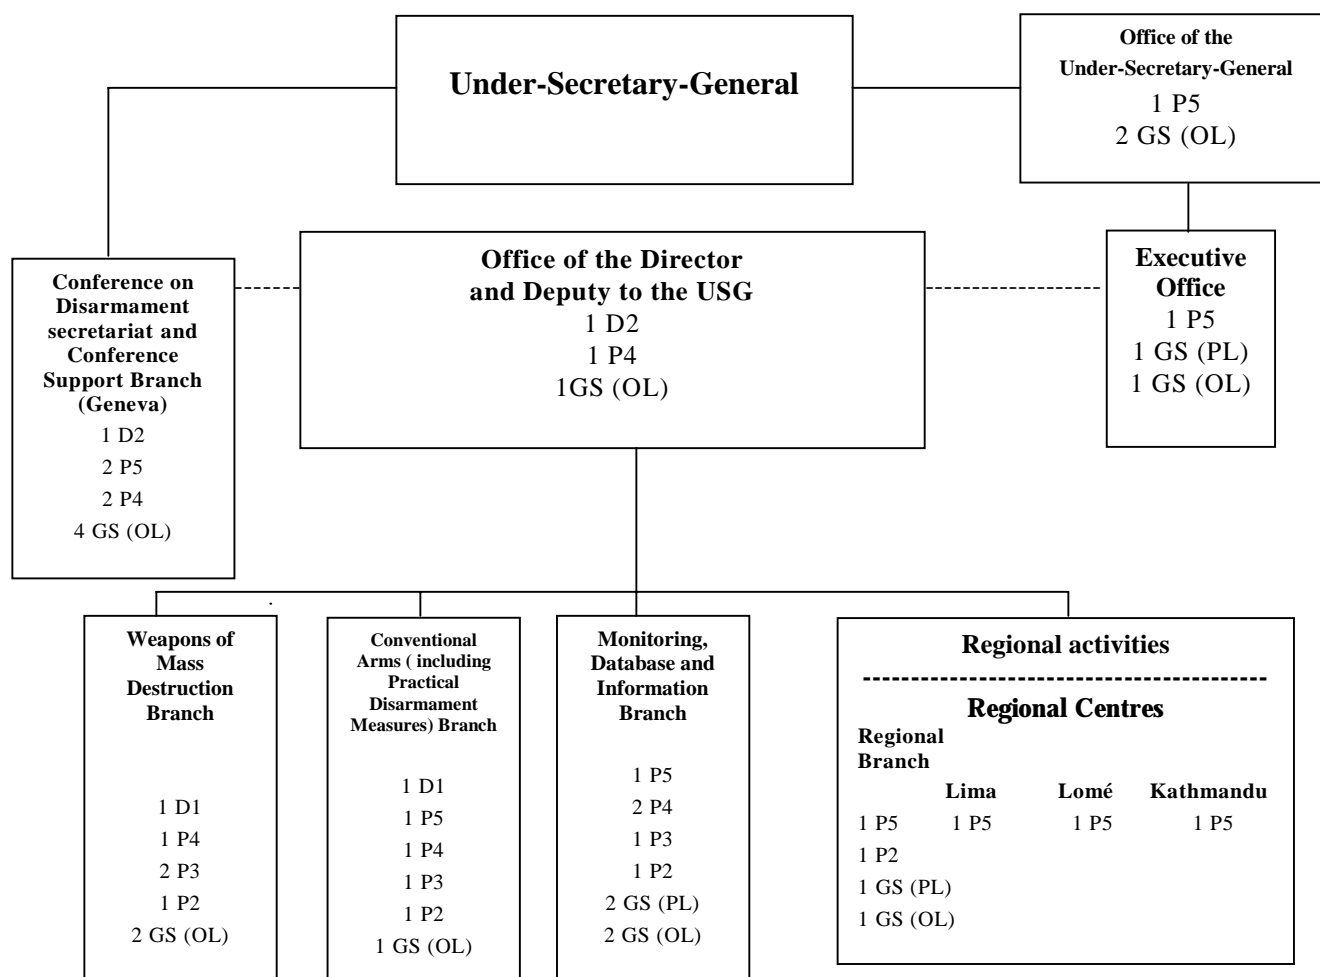 Under-Secretary-General
Office of the
Under-Secretary-General
1 P5
2 GS (OL)
Conference on
Disarmament
secretariat and
Conference
Support Branch
(Geneva)
1 D2
2 P5
2 P4
4 GS (OL)
Office of the Director
and Deputy to the USG
1 D2
1 P4
1GS (OL)
Executive
Office
1 P5
1 GS (PL)
1 GS (OL)
Weapons of
Mass
Destruction
Branch
1 D1
1 P4
2 P3
1 P2
2 GS (OL)
Conventional
Arms ( including
Practical
Disarmament
Measures) Branch
1 D1
1 P5
1 P4
1 P3
1 P2
1 GS (OL)
Monitoring,
Database and
Information
Branch
1 P5
2 P4
1 P3
1 P2
2 GS (PL)
2 GS (OL)
Regional activities
Regional Centres
Regional
Branch
Lima Lomé Kathmandu
1 P5 1 P5 1 P5 1 P5
1 P2
1 GS (PL)
1 GS (OL)